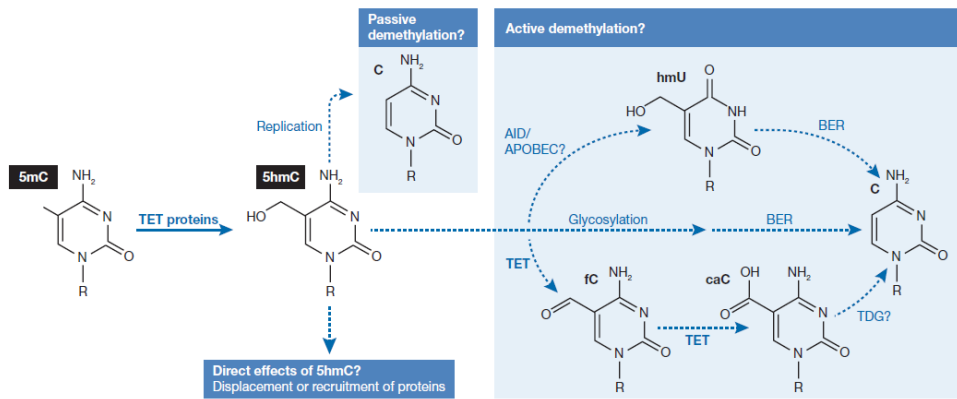 Passive
demethylation?
C
NH2
N
N
O
R
Replication
5mC
NH2
N
N
O
R
TET proteins
5hmC
NH2
HO
N
N
O
R
Direct effects of 5hmC?
Displacement or recruitment of proteins
Active demethylation?
AID/
APOBEC?
hmU
O
HO
NH
N
O
R
BER
Glycosylation
BER
C
NH2
N
N
O
R
TET
fC
NH2
O
N
N
O
R
TET
caC
OH
NH2
O
N
N
O
R
TDG?